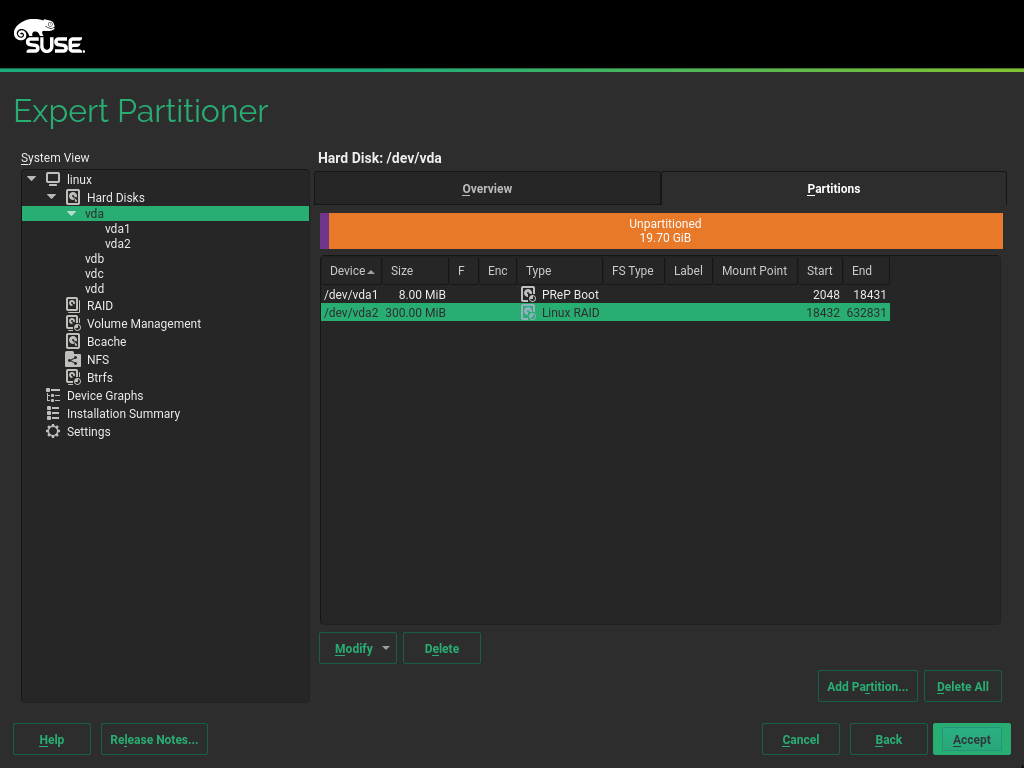 SUSE.
Expert Partitioner
System View
linux
Hard Disks
vda
vda1
vda2
vdb
vdc
vdd
RAID
Volume Management
Bcache
NFS
Btrfs
Device Graphs
Installation Summary
Settings
Hard Disk: /dev/vda
Overview Partitions
Unpartitioned
19.70 GiB
Device Size F Enc Type FS Type Label Mount Point Start End
/dev/vda1 8.00 MiB PReP Boot 2048 18431
/dev/vda2 300.00 MiB Linux RAID 18432 632831
Modify Delete
Add Partition... Delete All
Help Release Notes... Cancel Back Accept